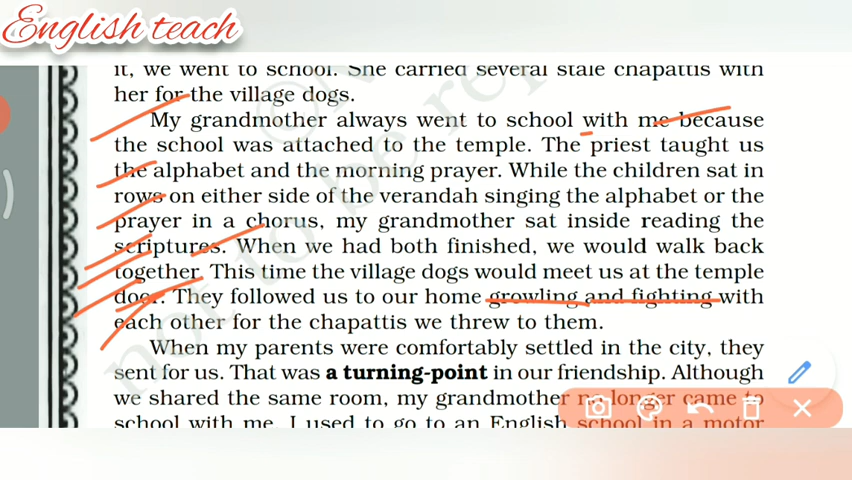 English teach
it, we went to school. She carried several stale chapattis with
her for the village dogs.
My grandmother always went to school with me because
the school was attached to the temple. The priest taught us
the alphabet and the morning prayer. While the children sat in
rows on either side of the verandah singing the alphabet or the
prayer in a chorus, my grandmother sat inside reading the
scriptures. When we had both finished, we would walk back
together. This time the village dogs would meet us at the temple
door. They followed us to our home growling and fighting with
each other for the chapattis we threw to them.
When my parents were comfortably settled in the city, they
sent for us. That was a turning-point in our friendship. Although
we shared the same room, my grandmother no longer came to
school with me. I used to go to an English school in a motor
not to be rep